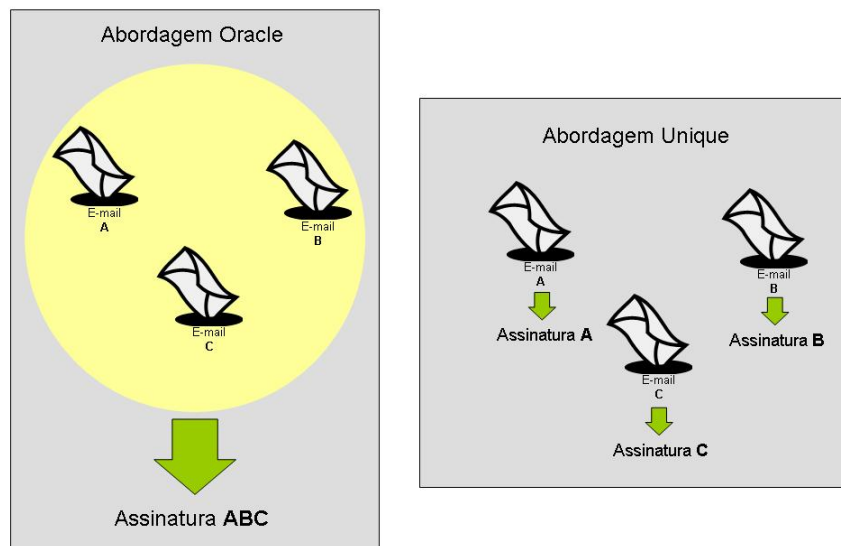 Abordagem Oracle
E-mail
A
E-mail
B
E-mail
C
Assinatura ABC
Abordagem Unique
E-mail
A
Assinatura A
E-mail
B
Assinatura B
E-mail
C
Assinatura C